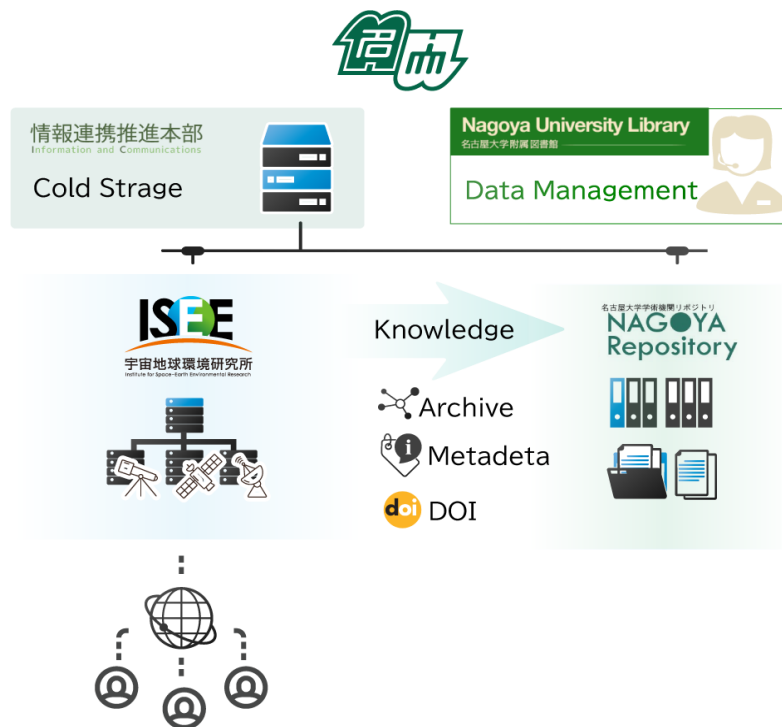 名大
情報連携推進本部
Information and Communications
Cold Strage
Nagoya University Library
名古屋大学附属図書館
Data Management
ISEE
宇宙地球環境研究所
Institute for Space-Earth Environmental Research
Knowledge
Archive
Metadeta
doi DOI
名古屋大学学術機関リポジトリ
NAGOYA
Repository